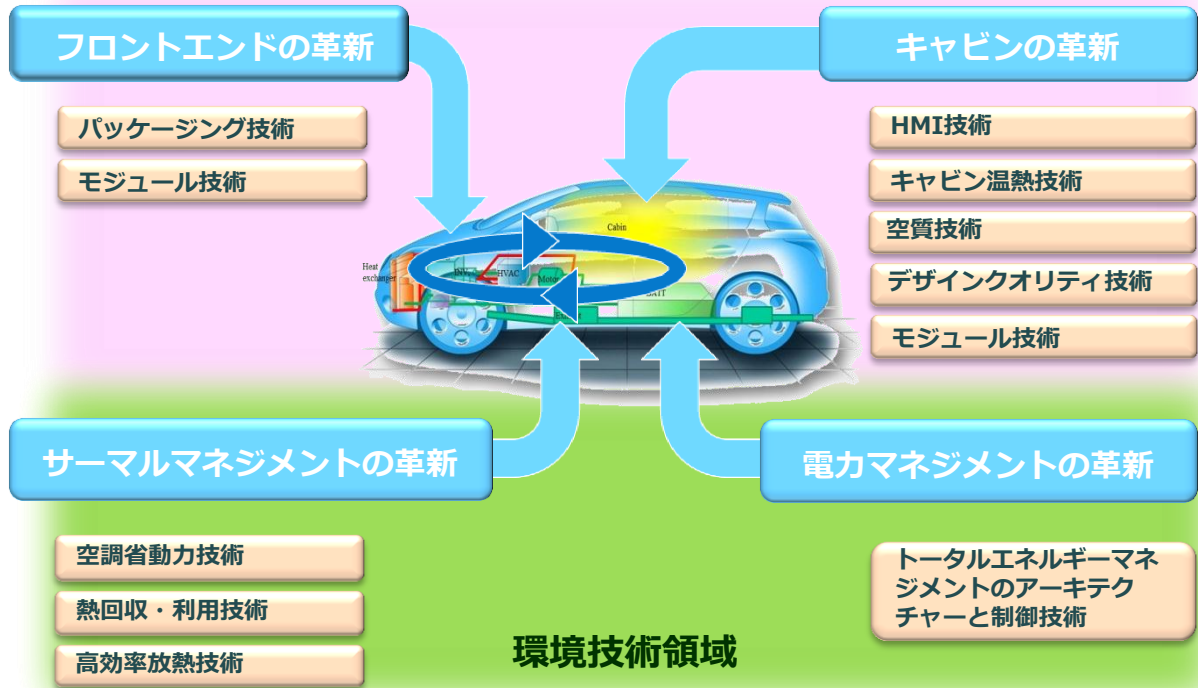 フロントエンドの革新
キャビンの革新
パッケージング技術
モジュール技術
HMI技術
キャビン温熱技術
空質技術
デザインクオリティ技術
モジュール技術
Cabin
Heat
exchanger
INV
HVAC
Motor
BATT
サーマルマネジメントの革新
電力マネジメントの革新
空調省動力技術
熱回収・利用技術
高効率放熱技術
トータルエネルギーマネ
ジメントのアーキテク
チャーと制御技術
環境技術領域